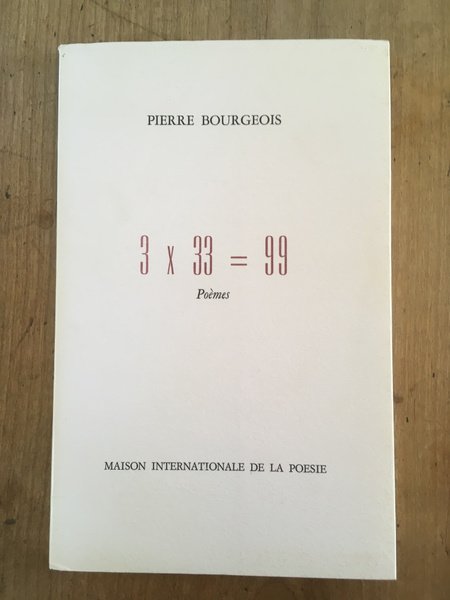 PIERRE BOURGEOIS
3 x 33 = 99
Poèmes
MAISON INTERNATIONALE DE LA POESIE